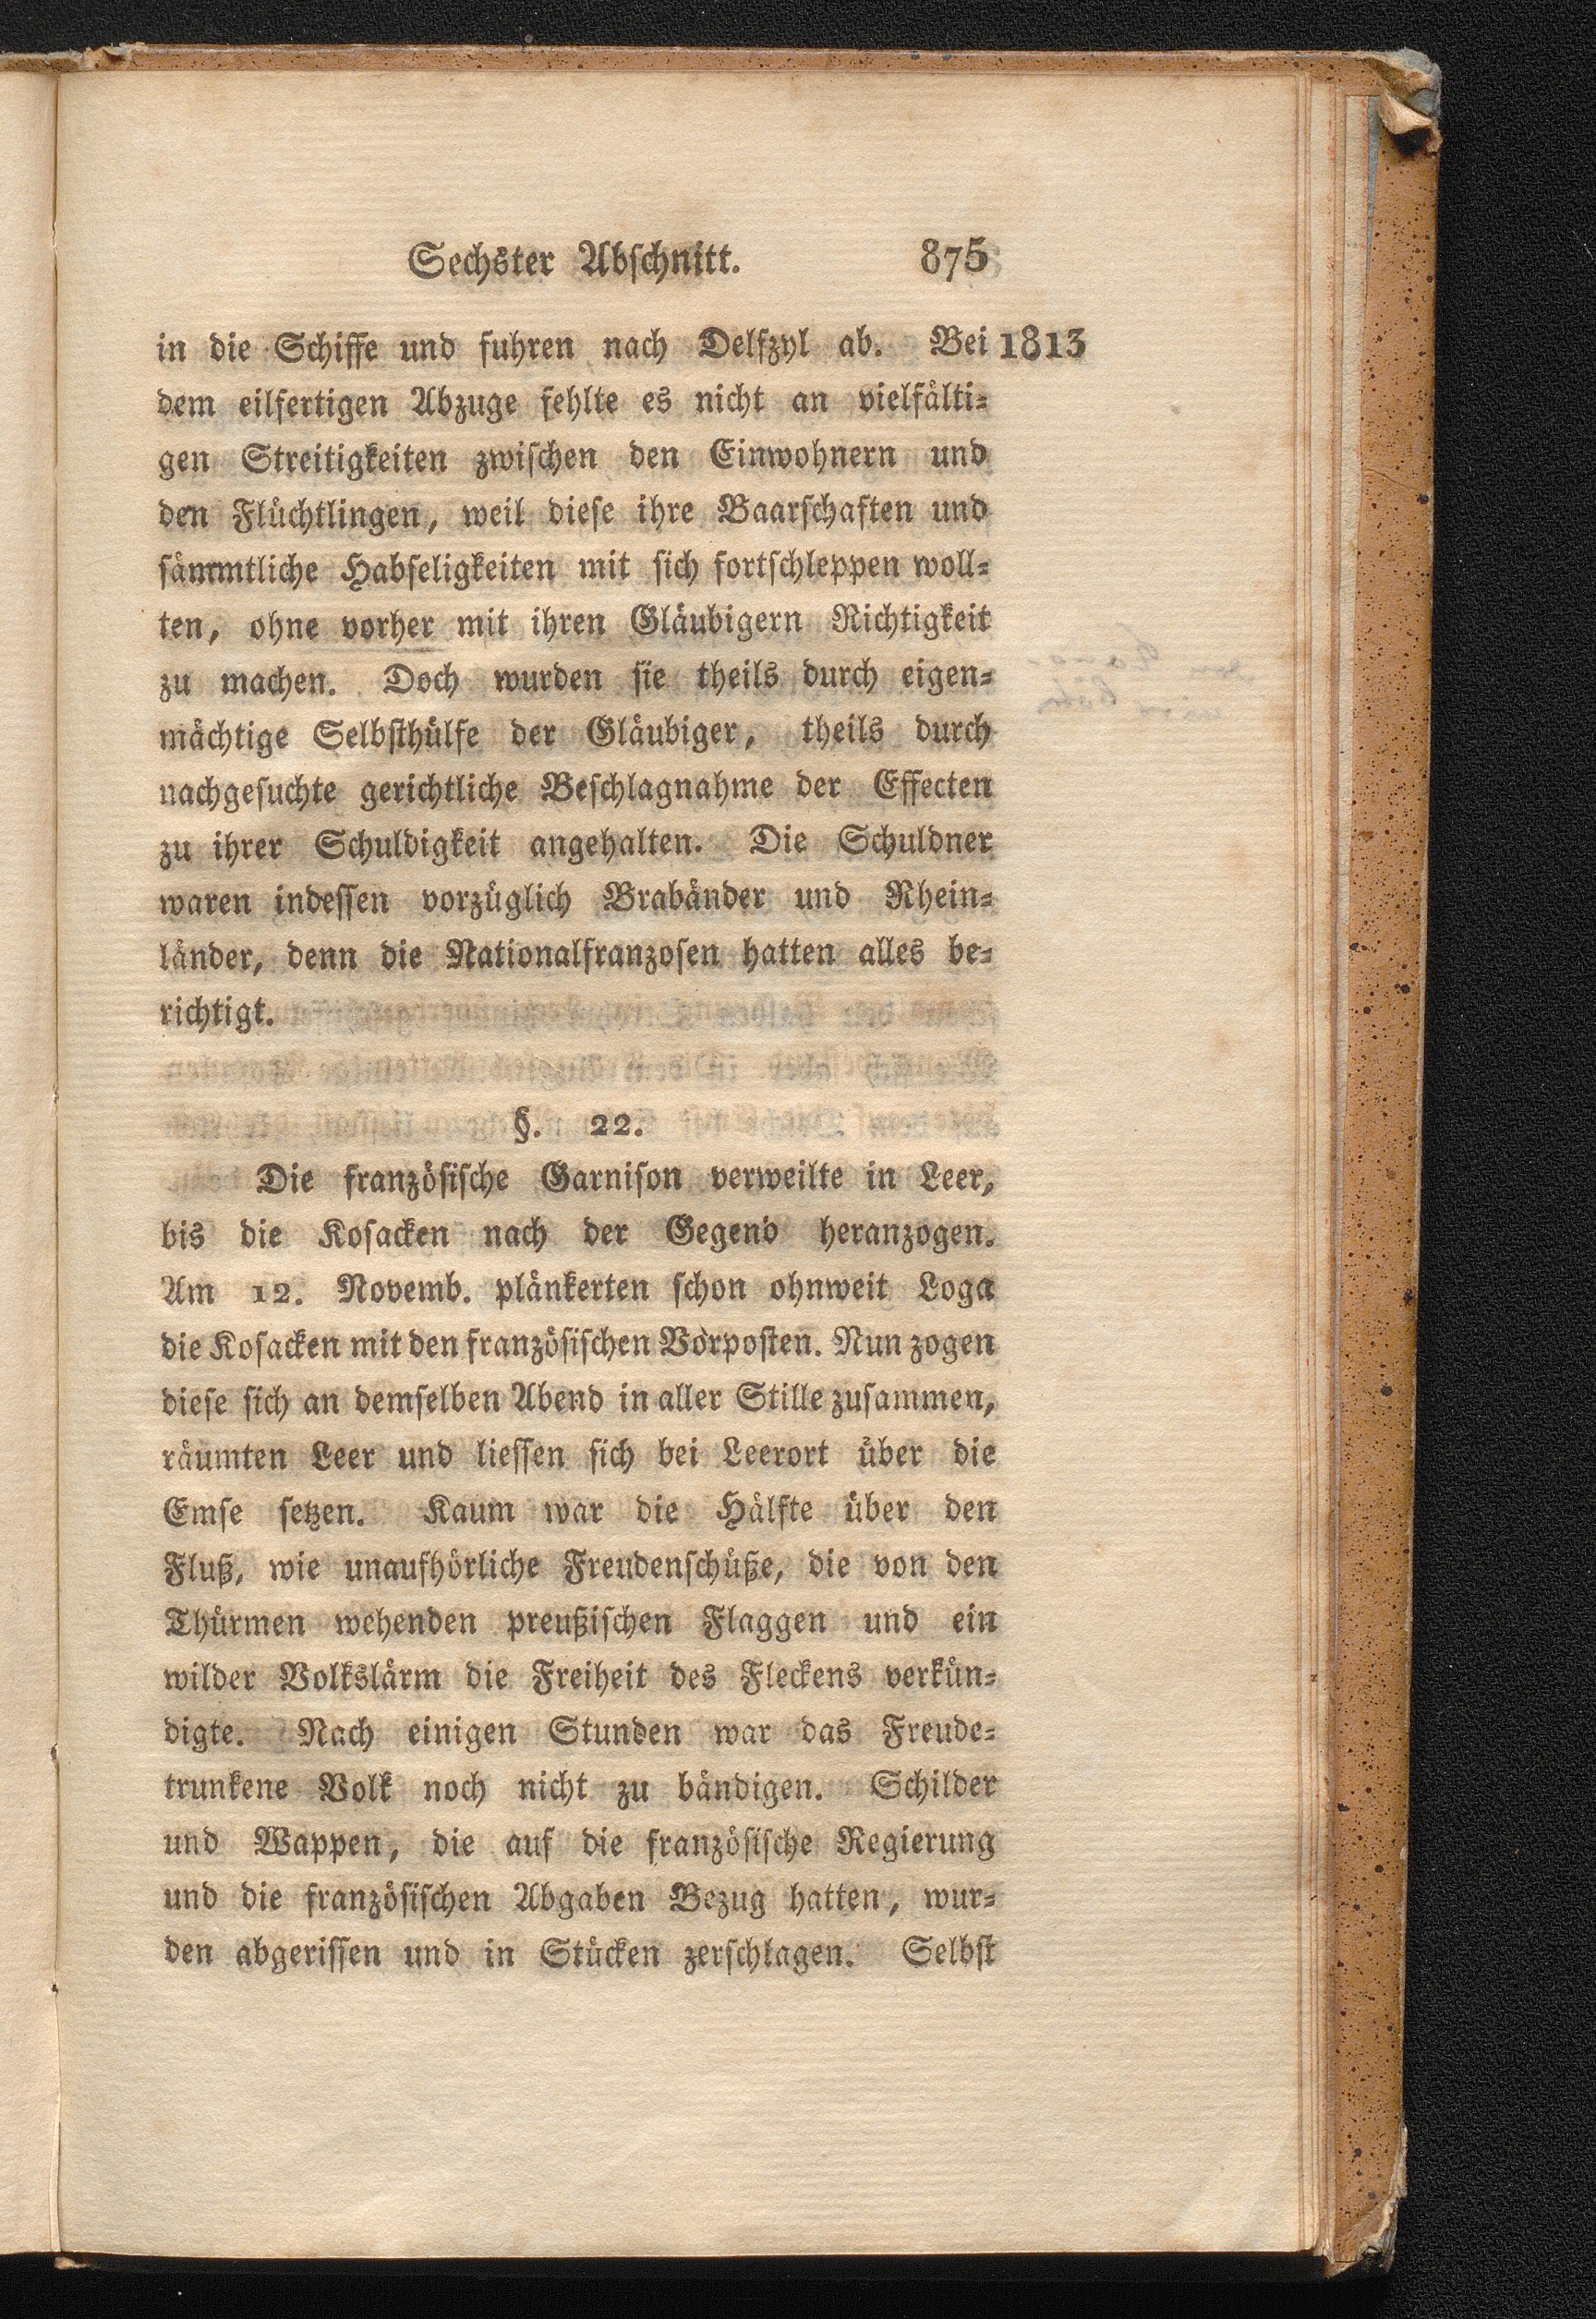 Sechster Abschnitt. 875
in die Schiffe und fuhren nach Delfzyl ab. Bei 1813
dem eilfertigen Abzuge fehlte es nicht an vielfälti-
gen Streitigkeiten zwischen den Einwohnern und
den Flüchtlingen, weil diese ihre Baarschaften und
sämmtliche Habseligkeiten mit sich fortschleppen woll-
ten, ohne vorher mit ihren Gläubigern Richtigkeit
zu machen. Doch wurden sie theils durch eigen-
mächtige Selbsthülfe der Gläubiger, theils durch
nachgesuchte gerichtliche Beschlagnahme der Effecten
zu ihrer Schuldigkeit angehalten. Die Schuldner
waren indessen vorzüglich Brabänder und Rhein-
länder, denn die Nationalfranzosen hatten alles be-
richtigt.
§. 22.
Die französische Garnison verweilte in Leer,
bis die Kosacken nach der Gegend heranzogen.
Am 12. Novemb. plänkerten schon ohnweit Loga
die Kosacken mit den französischen Vorposten. Nun zogen
diese sich an demselben Abend in aller Stille zusammen,
räumten Leer und liessen sich bei Leerort über die
Emse setzen. Kaum war die Hälfte über den
Fluß, wie unaufhörliche Freudenschüße, die von den
Thürmen wehenden preußischen Flaggen und ein
wilder Volkslärm die Freiheit des Fleckens verkün-
digte. Nach einigen Stunden war das Freude-
trunkene Volk noch nicht zu bändigen. Schilder
und Wappen, die auf die französische Regierung
und die französischen Abgaben Bezug hatten, wur-
den abgerissen und in Stücken zerschlagen. Selbst